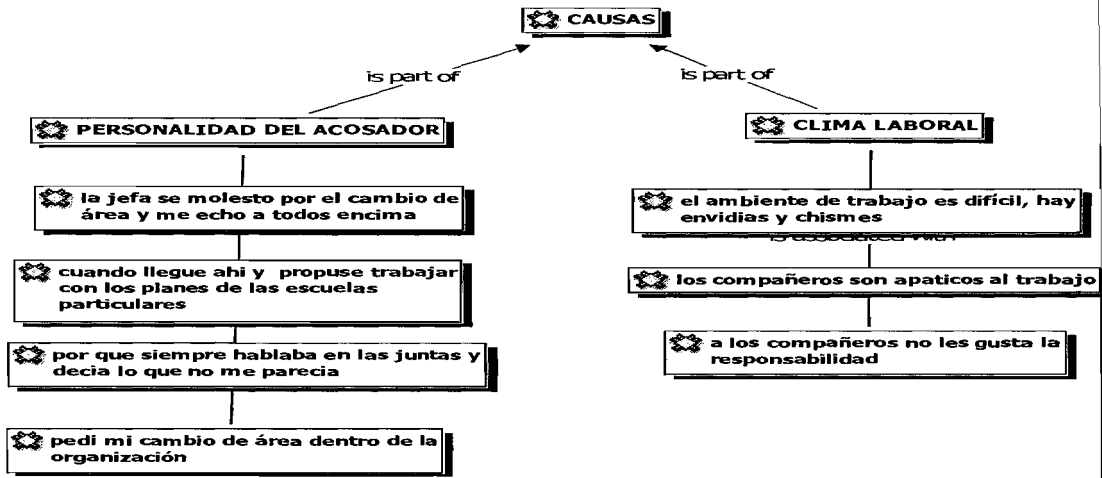 CAUSAS
is part of
is part of
PERSONALIDAD DEL ACOSADOR
CLIMA LABORAL
la jefa se molesto por el cambio de
área y me echo a todos encima
el ambiente de trabajo es difícil, hay
envidias y chismes
is associated with
cuando llegue ahi y propuse trabajar
con los planes de las escuelas
particulares
los compañeros son apaticos al trabajo
por que siempre hablaba en las juntas y
decia lo que no me parecia
a los compañeros no les gusta la
responsabilidad
pedi mi cambio de área dentro de la
organización